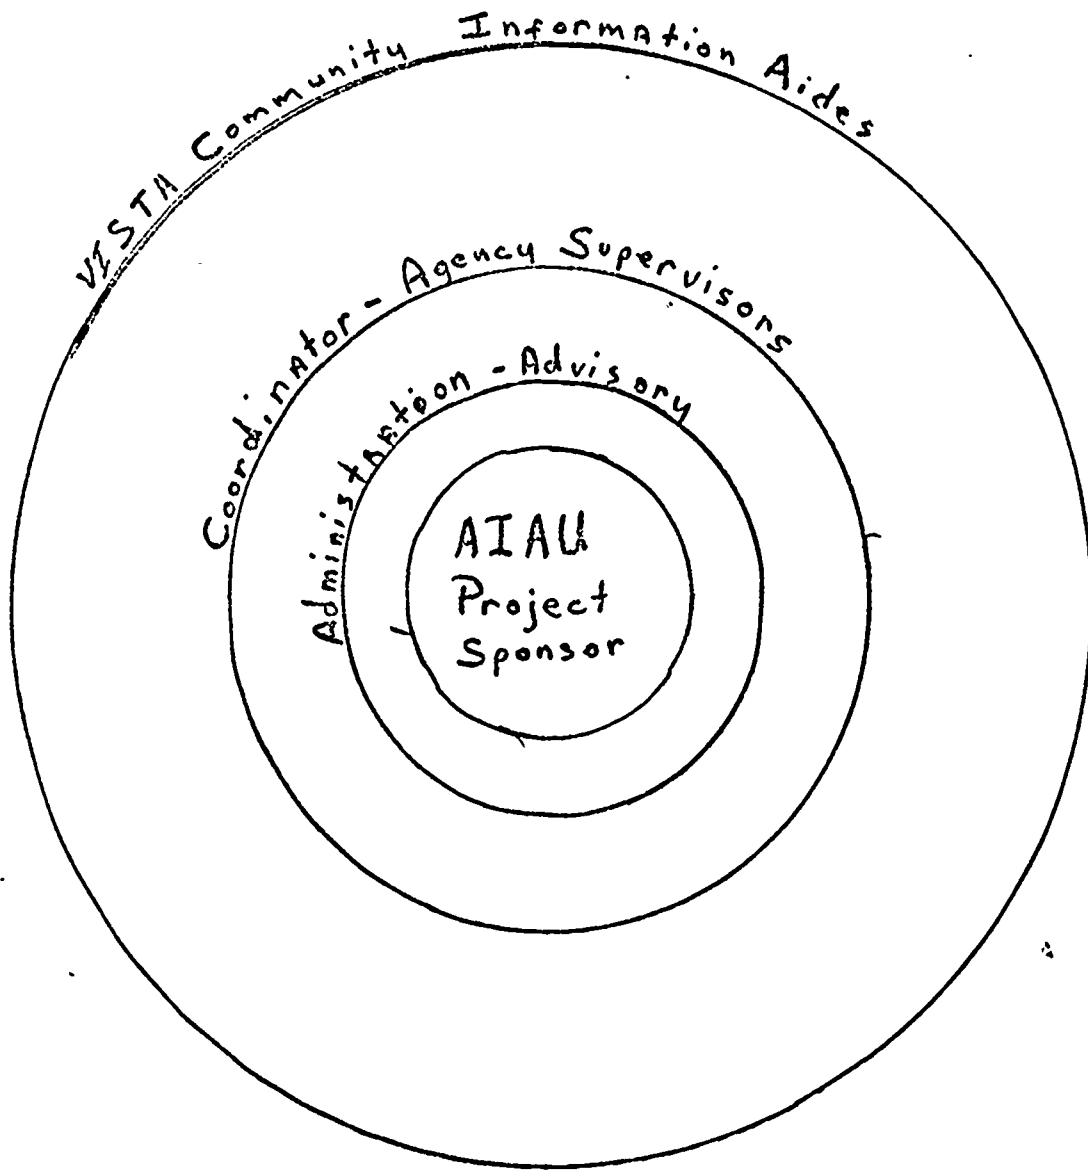 VISTA Community Information Aides
Coordinator - Agency Supervisors
Administration - Advisory
AIAU
Project
Sponsor